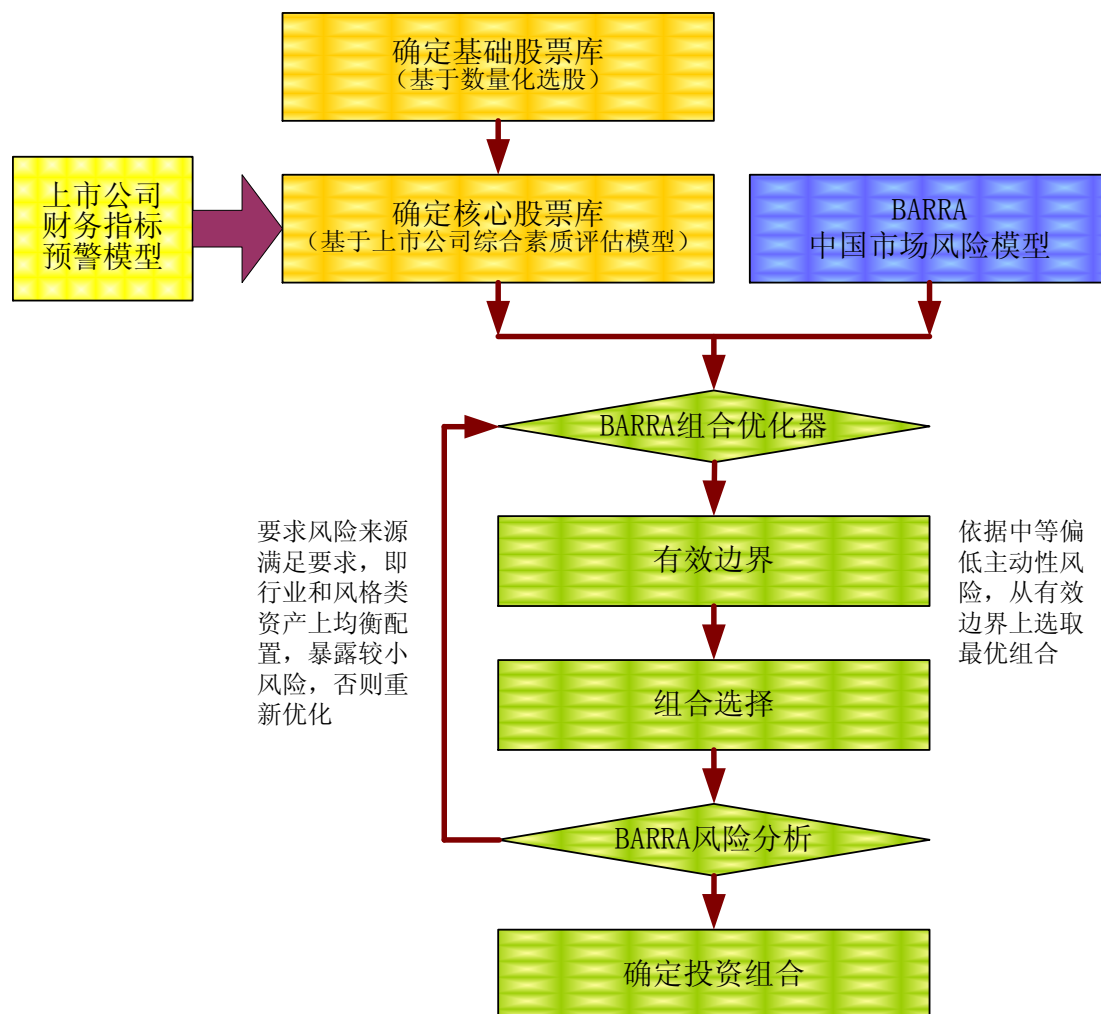 确定基础股票库
（基于数量化选股）
上市公司
财务指标
预警模型
确定核心股票库
（基于上市公司综合素质评估模型）
BARRA
中国市场风险模型
BARRA组合优化器
要求风险来源
满足要求，即
行业和风格类
资产上均衡配
置，暴露较小
风险，否则重
新优化
有效边界
依据中等偏
低主动性风
险，从有效
边界上选取
最优组合
组合选择
BARRA风险分析
确定投资组合